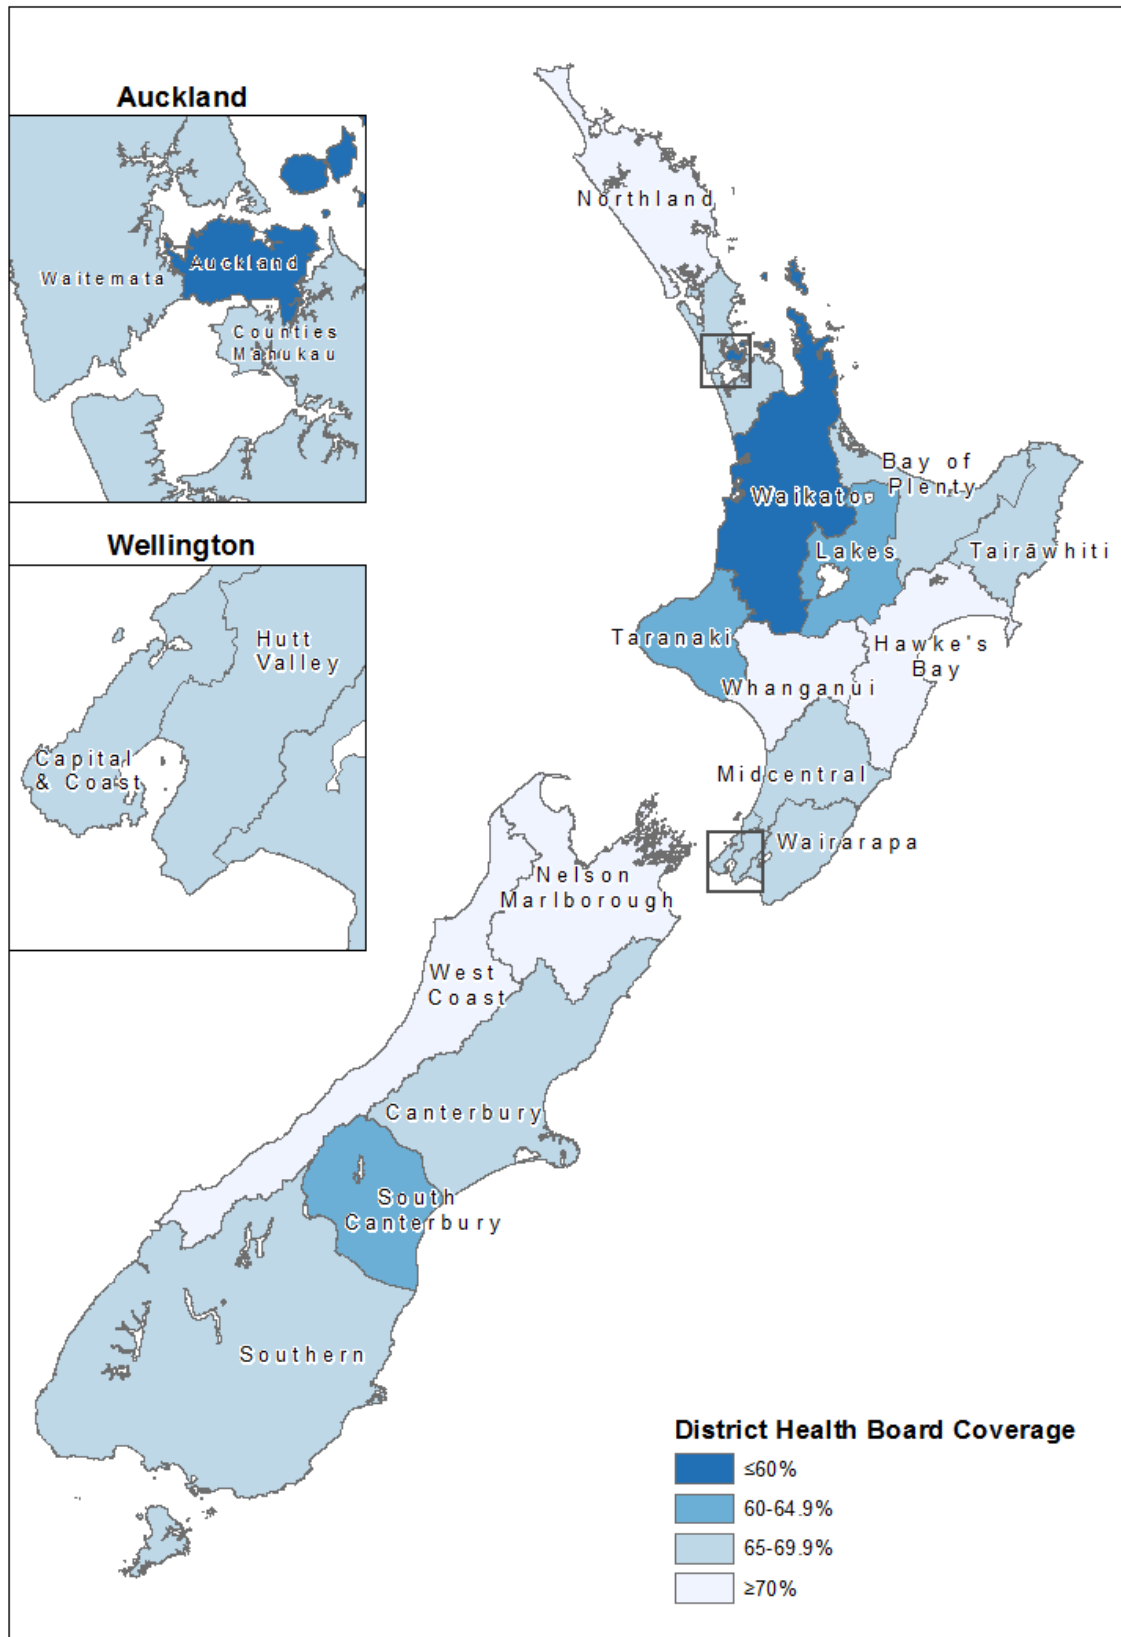 Auckland
Waitemata
Auckland
Counties
Manukau
Wellington
Hutt
Valley
Capital
& Coast
Northland
Waikato
Bay of
Plenty
Lakes
Tairāwhiti
Taranaki
Hawke's
Bay
Whanganui
Midcentral
Wairarapa
Nelson
Marlborough
West
Coast
Canterbury
South
Canterbury
Southern
District Health Board Coverage
≤60%
60-64.9%
65-69.9%
≥70%